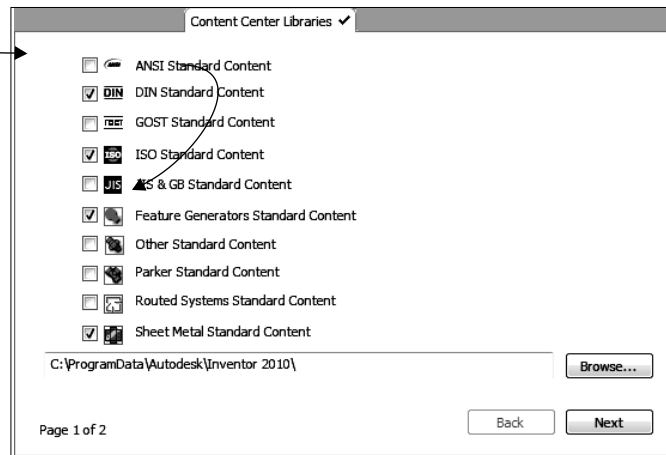 Content Center Libraries ✔
ANSI Standard Content
DIN DIN Standard Content
GOST Standard Content
ISO ISO Standard Content
JIS & GB Standard Content
Feature Generators Standard Content
Other Standard Content
Parker Standard Content
Routed Systems Standard Content
Sheet Metal Standard Content
C:\ProgramData\Autodesk\Inventor 2010\
Browse...
Page 1 of 2
Back
Next